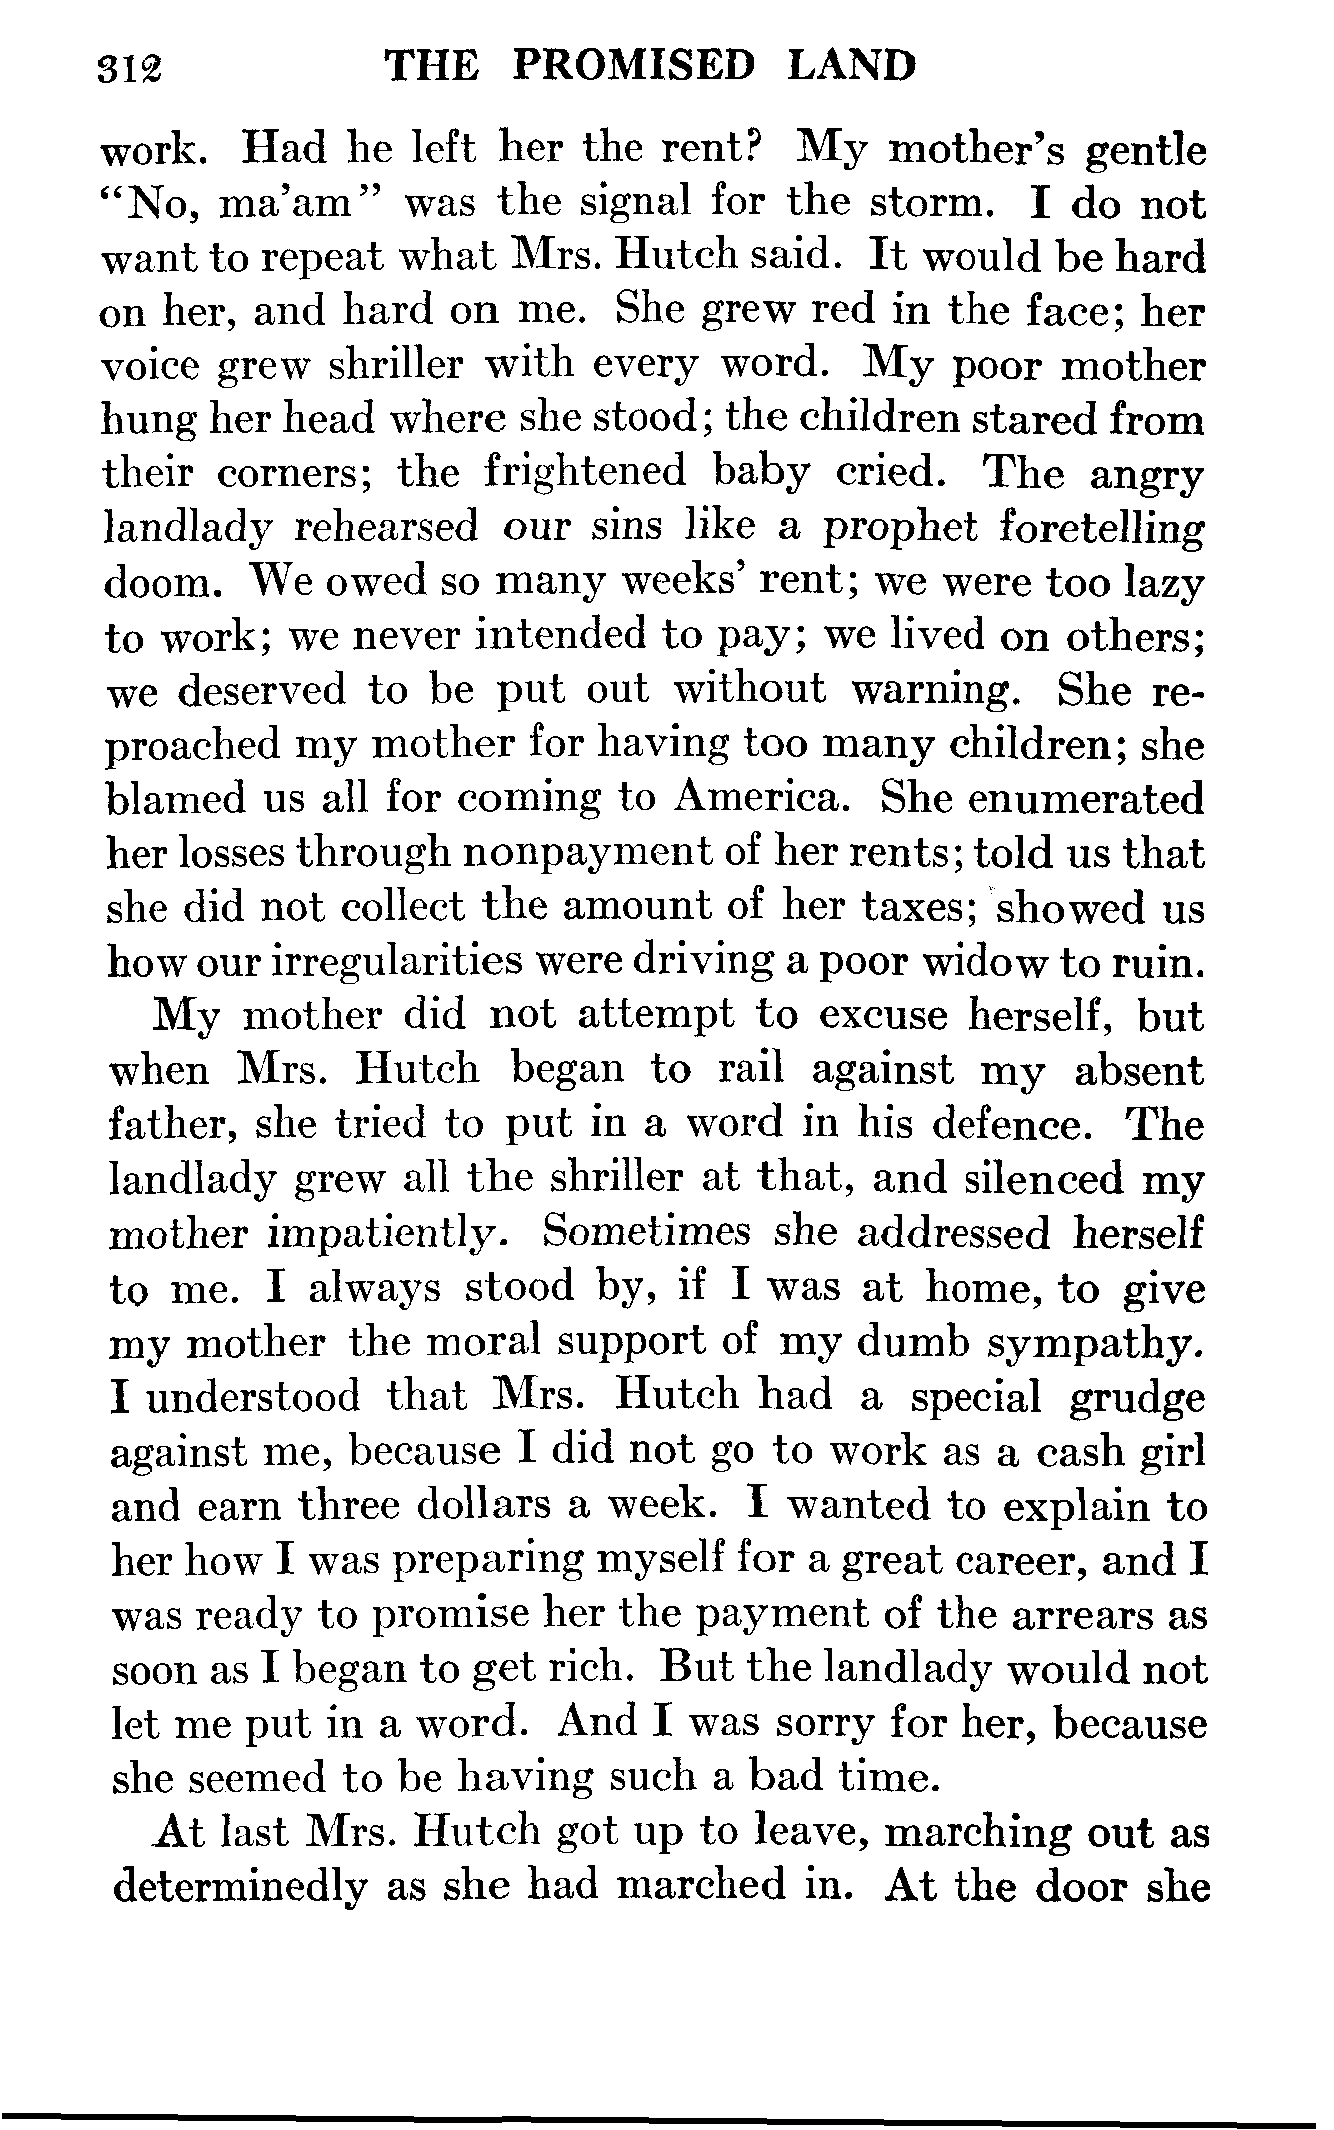 312 THE PROMISED LAND
work. Had he left her the rent? My mother's gentle
"No, ma'am" was the signal for the storm. I do not
want to repeat what Mrs. Hutch said. It would be hard
on her, and hard on me. She grew red in the face; her
voice grew shriller with every word. My poor mother
hung her head where she stood; the children stared from
their corners; the frightened baby cried. The angry
landlady rehearsed our sins like a prophet foretelling
doom. We owed so many weeks' rent; we were too lazy
to work; we never intended to pay; we lived on others;
we deserved to be put out without warning. She re-
proached my mother for having too many children; she
blamed us all for coming to America. She enumerated
her losses through nonpayment of her rents; told us that
she did not collect the amount of her taxes; showed us
how our irregularities were driving a poor widow to ruin.
My mother did not attempt to excuse herself, but
when Mrs. Hutch began to rail against my absent
father, she tried to put in a word in his defence. The
landlady grew all the shriller at that, and silenced my
mother impatiently. Sometimes she addressed herself
to me. I always stood by, if I was at home, to give
my mother the moral support of my dumb sympathy.
I understood that Mrs. Hutch had a special grudge
against me, because I did not go to work as a cash girl
and earn three dollars a week. I wanted to explain to
her how I was preparing myself for a great career, and I
was ready to promise her the payment of the arrears as
soon as I began to get rich. But the landlady would not
let me put in a word. And I was sorry for her, because
she seemed to be having such a bad time.
At last Mrs. Hutch got up to leave, marching out as
determinedly as she had marched in. At the door she